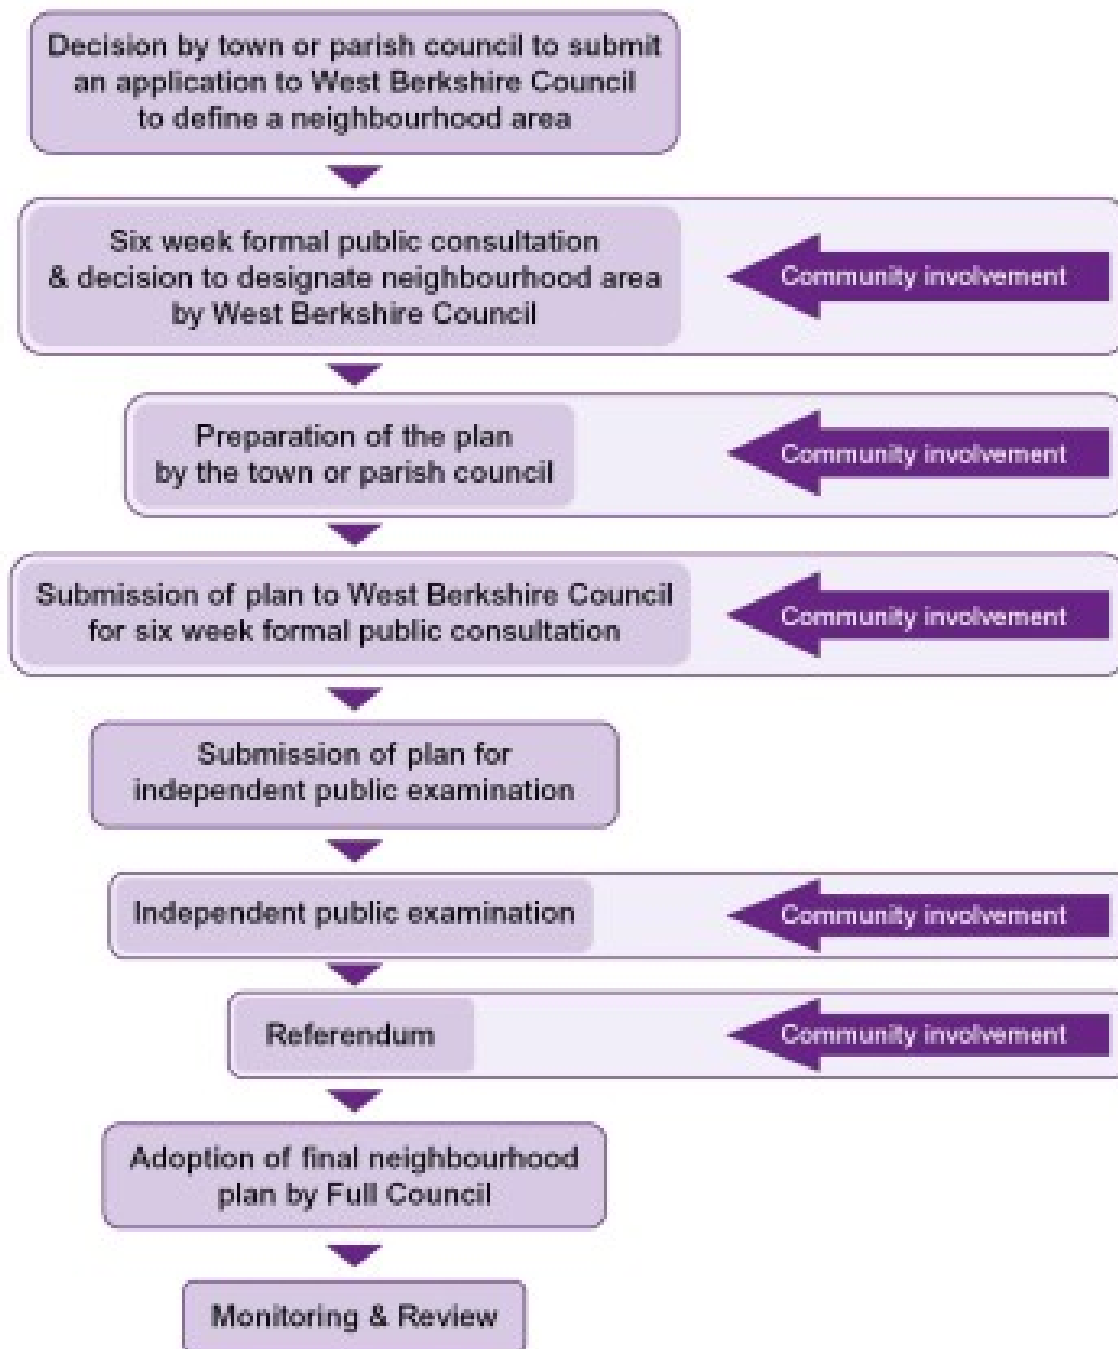 Decision by town or parish council to submit
an application to West Berkshire Council
to define a neighbourhood area
Six week formal public consultation
& decision to designate neighbourhood area
by West Berkshire Council
Community involvement
Preparation of the plan
by the town or parish council
Community involvement
Submission of plan to West Berkshire Council
for six week formal public consultation
Community involvement
Submission of plan for
independent public examination
Independent public examination
Community involvement
Referendum
Community involvement
Adoption of final neighbourhood
plan by Full Council
Monitoring & Review